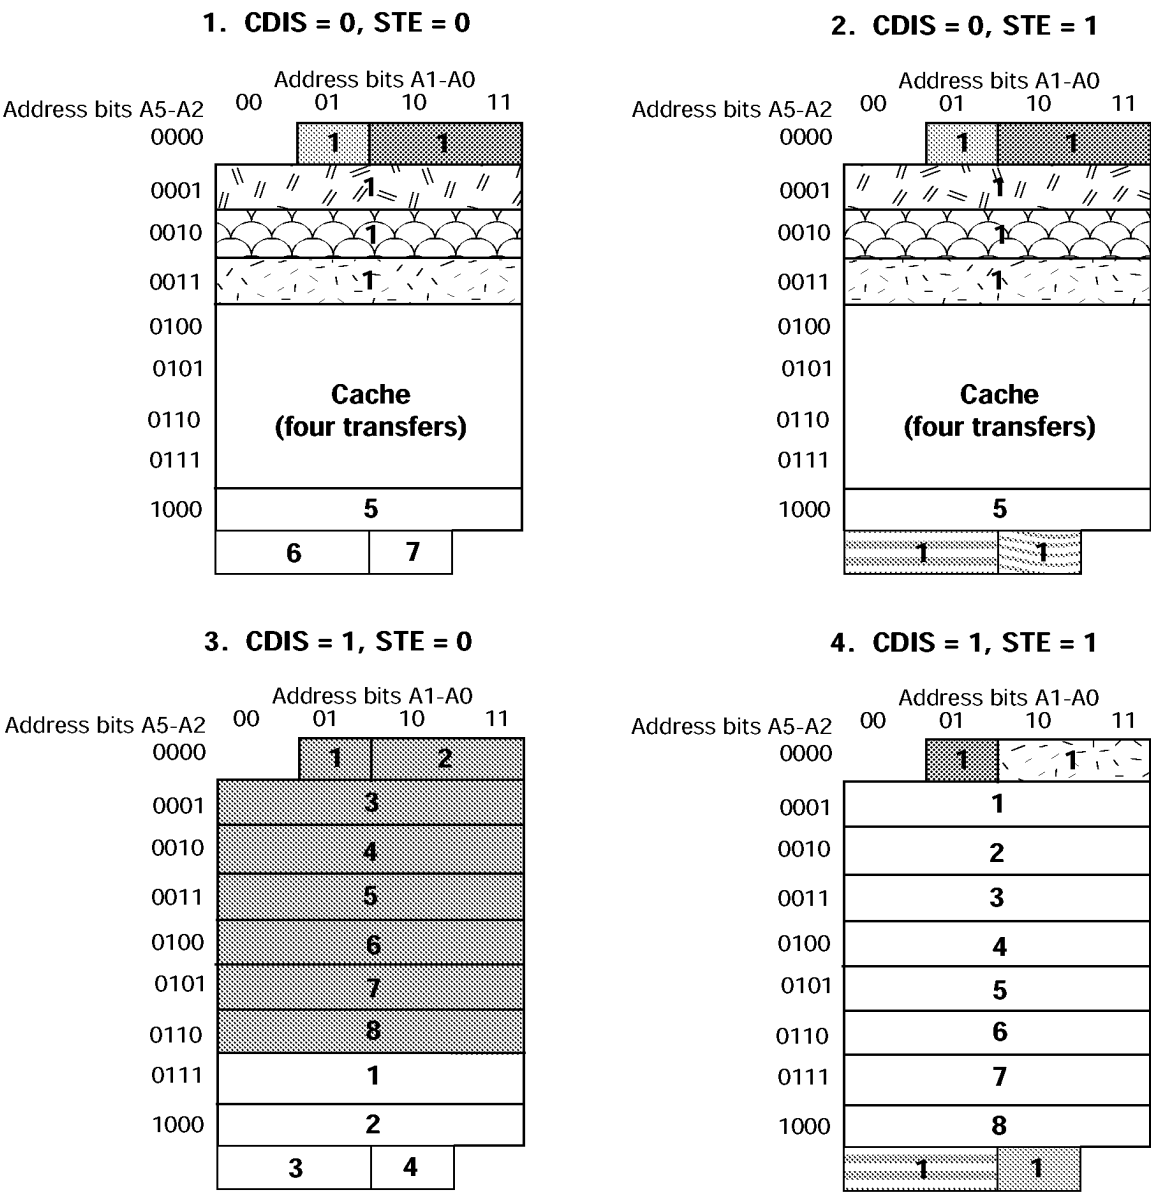 1. CDIS = 0, STE = 0
Address bits A1-A0
Address bits A5-A2 00 01 10 11
0000 1 1
0001 1
0010 1
0011 1
0100
0101
Cache
(four transfers)
0110
0111
1000 5
6 7
2. CDIS = 0, STE = 1
Address bits A1-A0
Address bits A5-A2 00 01 10 11
0000 1 1
0001 1
0010 1
0011 1
0100
0101
Cache
(four transfers)
0110
0111
1000 5
1 1
3. CDIS = 1, STE = 0
Address bits A1-A0
Address bits A5-A2 00 01 10 11
0000 1 2
0001 3
0010 4
0011 5
0100 6
0101 7
0110 8
0111 1
1000 2
3 4
4. CDIS = 1, STE = 1
Address bits A1-A0
Address bits A5-A2 00 01 10 11
0000 1 1
0001 1
0010 2
0011 3
0100 4
0101 5
0110 6
0111 7
1000 8
1 1